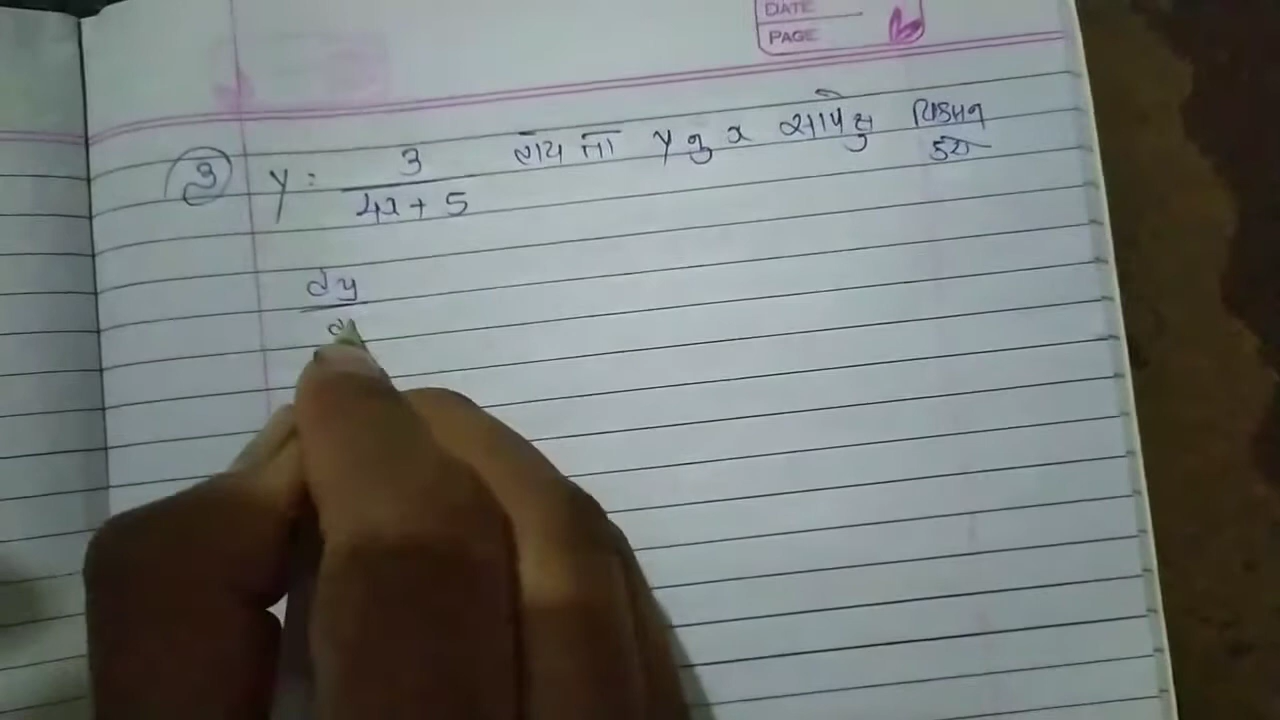 DATE
PAGE
3 y = 3 / 4x + 5 હોય તો y નું x સાપેક્ષ વિકલન
કરો
dy
d